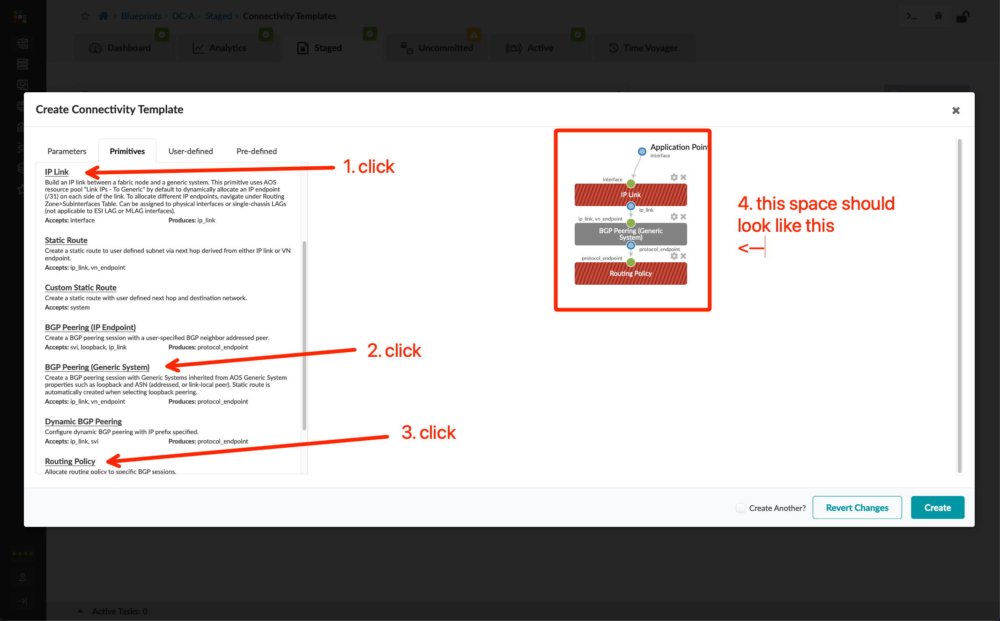 Blueprints
DC-A
Staged
Connectivity Templates
Dashboard
Analytics
Staged
Uncommitted
Active
Time Voyager
Create Connectivity Template
Parameters
Primitives
User-defined
Pre-defined
IP Link
Build an IP link between a fabric node and a generic system. This primitive uses AOS
resource pool "Link IPs - To Generic" by default to dynamically allocate an IP endpoint
(/31) on each side of the link. To allocate different IP endpoints, navigate under Routing
Zone>Subinterfaces Table. Can be assigned to physical interfaces or single-chassis LAGs
(not applicable to ESI LAG or MLAG interfaces).
Accepts: interface
Produces: ip_link
Static Route
Create a static route to user defined subnet via next hop derived from either IP link or VN
endpoint.
Accepts: ip_link, vn_endpoint
Custom Static Route
Create a static route with user defined next hop and destination network.
Accepts: system
BGP Peering (IP Endpoint)
Create a BGP peering session with a user-specified BGP neighbor addressed peer.
Accepts: svi, loopback, ip_link
Produces: protocol_endpoint
BGP Peering (Generic System)
Create a BGP peering session with Generic Systems inherited from AOS Generic System
properties such as loopback and ASN (addressed, or link-local peer). Static route is
automatically created when selecting loopback peering.
Accepts: ip_link, vn_endpoint
Produces: protocol_endpoint
Dynamic BGP Peering
Configure dynamic BGP peering with IP prefix specified.
Accepts: ip_link, svi
Produces: protocol_endpoint
Routing Policy
Allocate routing policy to specific BGP sessions.
1. click
2. click
3. click
Application Point
interface
interface
IP Link
ip_link
ip_link, vn_endpoint
BGP Peering (Generic
System)
protocol_endpoint
protocol_endpoint
Routing Policy
4. this space should
look like this
<—
Create Another?
Revert Changes
Create
Active Tasks: 0